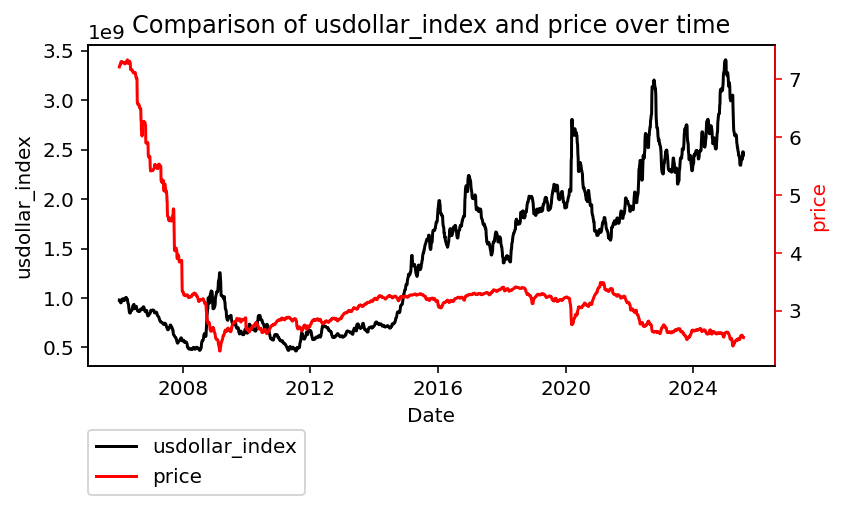 Comparison of usdollar_index and price over time
1e9
3.5
3.0
2.5
2.0
1.5
1.0
0.5
usdollar_index
7
6
5
4
3
price
2008 2012 2016 2020 2024
Date
usdollar_index
price